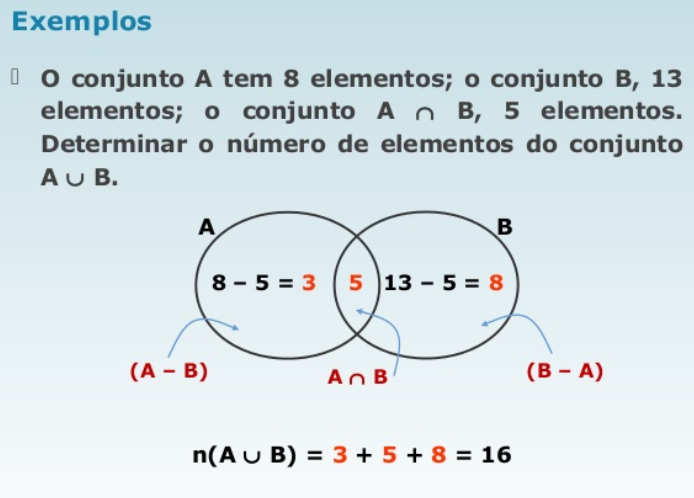 Exemplos
O conjunto A tem 8 elementos; o conjunto B, 13
elementos; o conjunto A ∩ B, 5 elementos.
Determinar o número de elementos do conjunto
A ∪ B.
A B
8 – 5 = 3 5 13 – 5 = 8
(A – B) A ∩ B (B – A)
n(A ∪ B) = 3 + 5 + 8 = 16